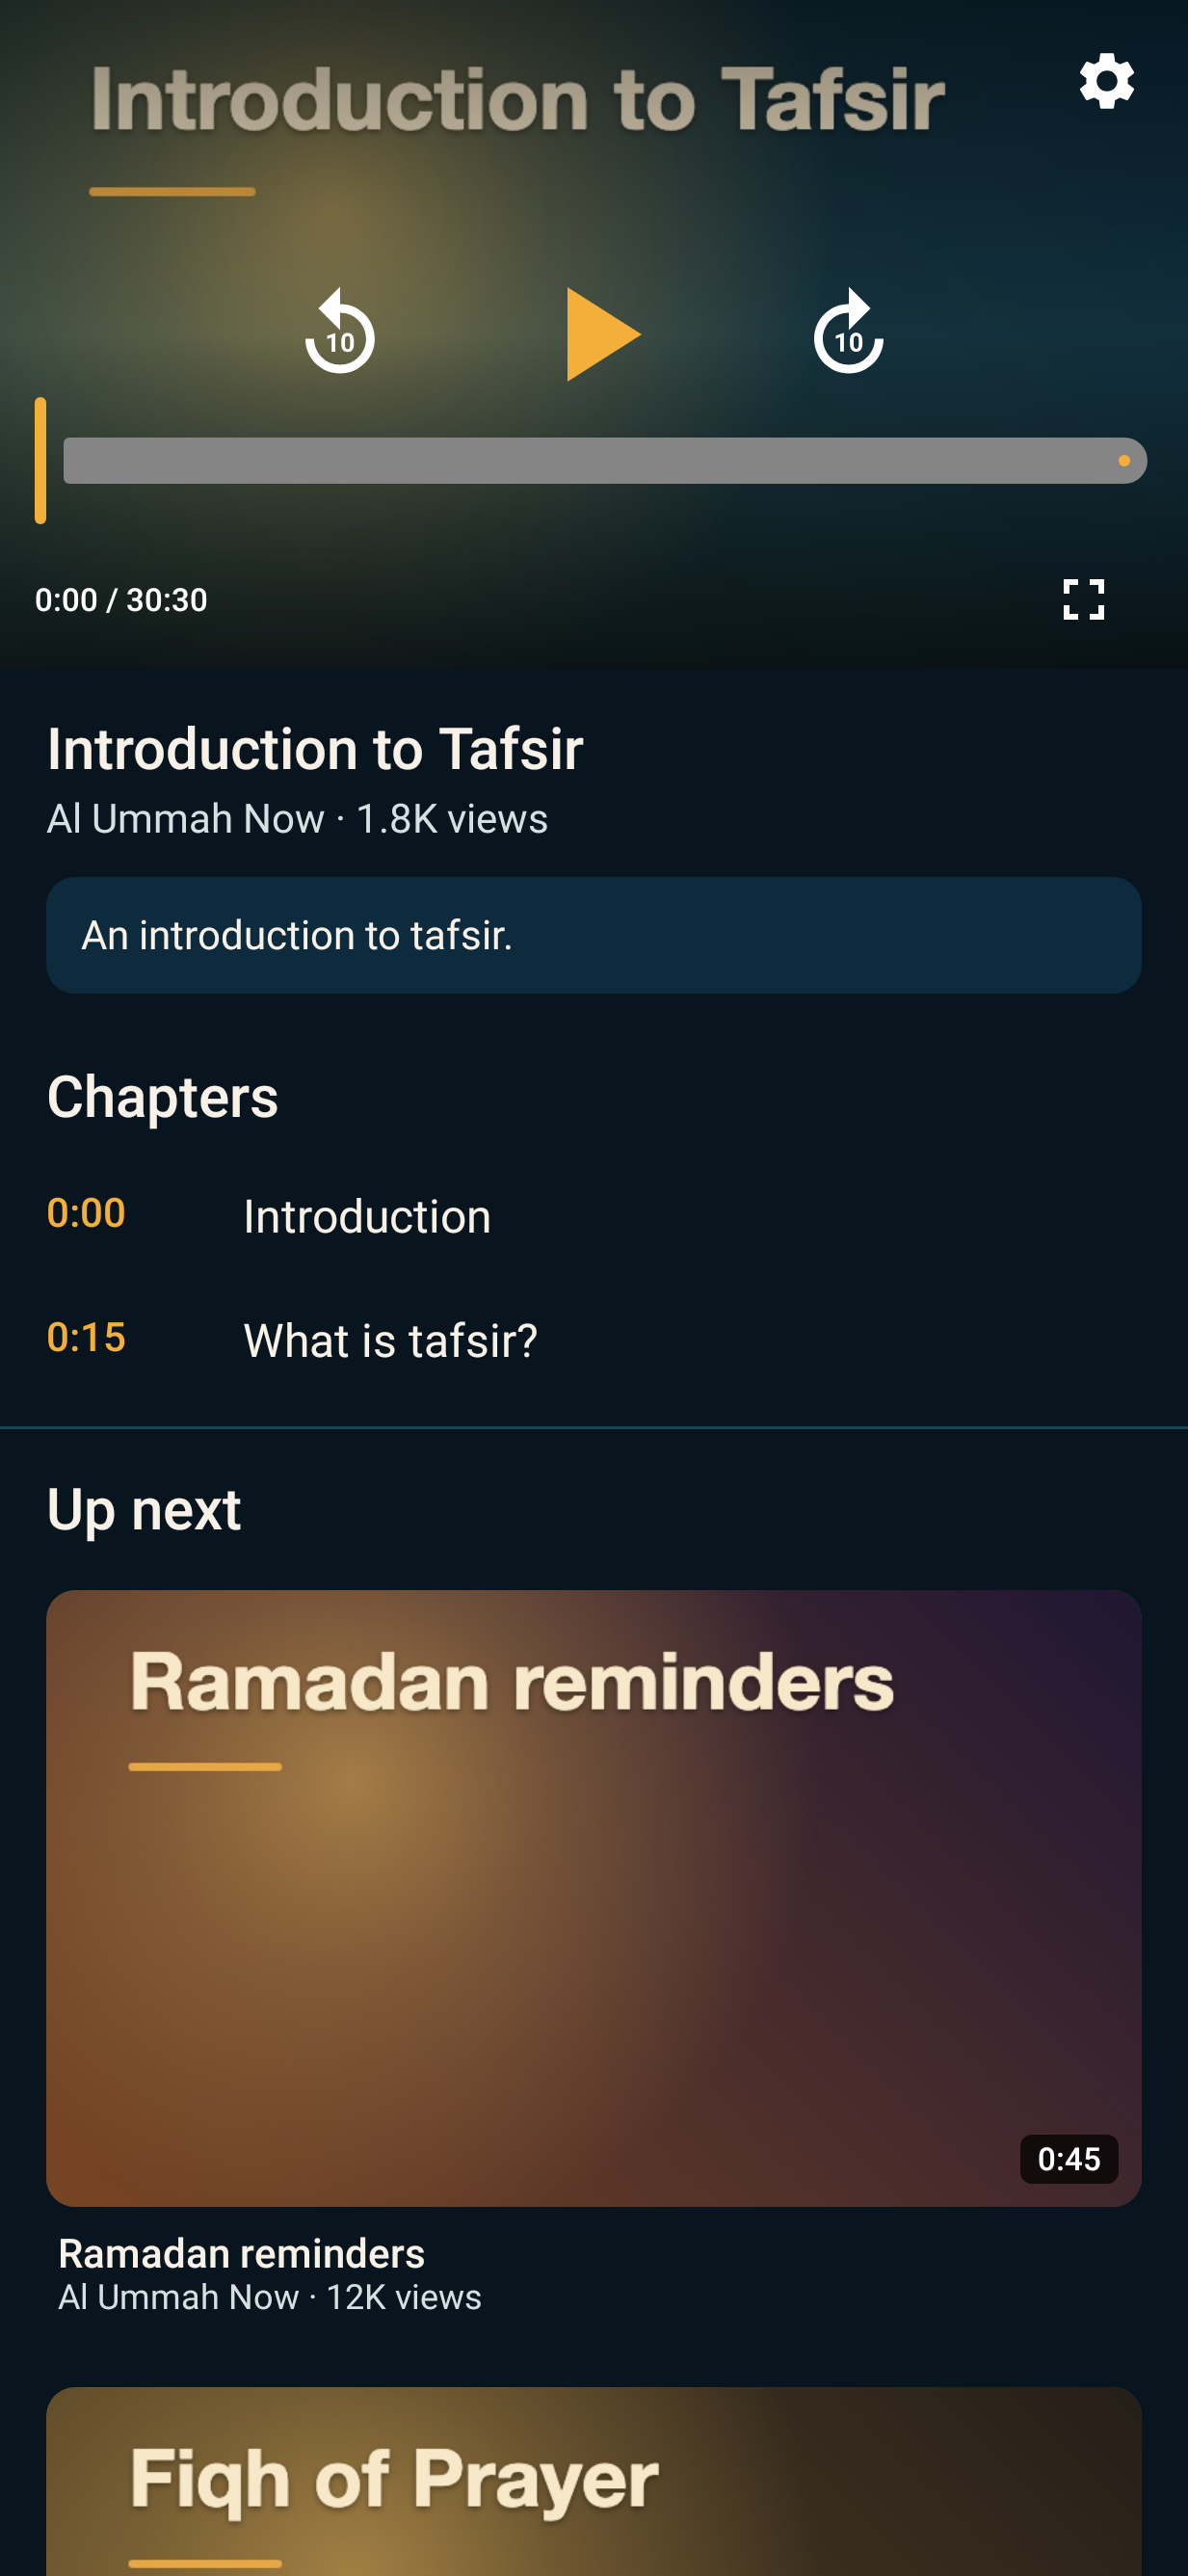 Introduction to Tafsir
10
10
0:00 / 30:30
Introduction to Tafsir
Al Ummah Now · 1.8K views
An introduction to tafsir.
Chapters
0:00 Introduction
0:15 What is tafsir?
Up next
Ramadan reminders
0:45
Ramadan reminders
Al Ummah Now · 12K views
Fiqh of Prayer